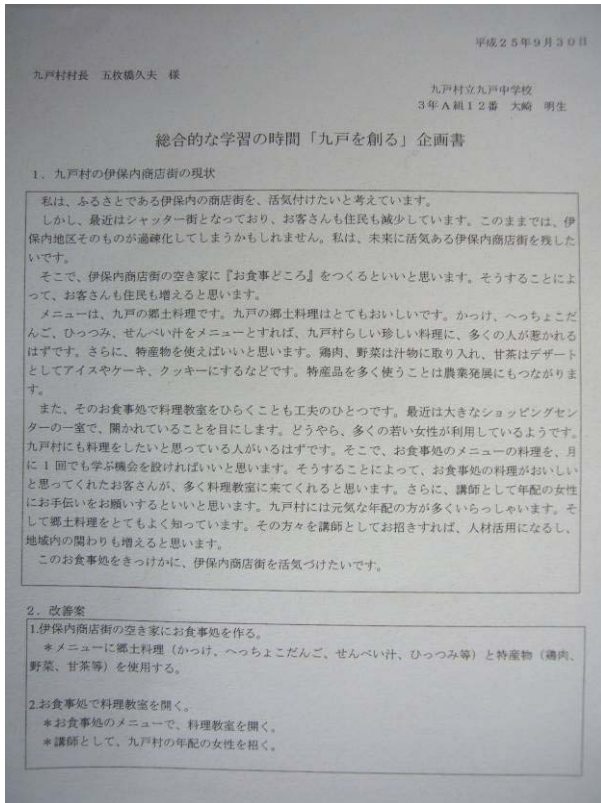 平成25年9月30日
九戸村村長　五枚橋久夫　様
九戸村立九戸中学校
3年A組12番　大崎　明生
総合的な学習の時間「九戸を創る」企画書
1．九戸村の伊保内商店街の現状
　私は、ふるさとである伊保内の商店街を、活気付けたいと考えています。
　しかし、最近はシャッター街となっており、お客さんも住民も減少しています。このままでは、伊
保内地区そのものが過疎化してしまうかもしれません。私は、未来に活気ある伊保内商店街を残した
いです。
　そこで、伊保内商店街の空き家に『お食事どころ』をつくるといいと思います。そうすることによ
って、お客さんも住民も増えると思います。
　メニューは、九戸の郷土料理です。九戸の郷土料理はとてもおいしいです。かっけ、へっちょこだ
んご、ひっつみ、せんべい汁をメニューとすれば、九戸村らしい珍しい料理に、多くの人が惹かれる
はずです。さらに、特産物を使えばいいと思います。鶏肉、野菜は汁物に取り入れ、甘茶はデザート
としてアイスやケーキ、クッキーにするなどです。特産品を多く使うことは農業発展にもつながりま
す。
　また、そのお食事処で料理教室をひらくことも工夫のひとつです。最近は大きなショッピングセン
ターの一室で、開かれていることを目にします。どうやら、多くの若い女性が利用しているようです。
九戸村にも料理をしたいと思っている人がいるはずです。そこで、お食事処のメニューの料理を、月
に1回でも学ぶ機会を設ければいいと思います。そうすることによって、お食事処の料理がおいしい
と思ってくれたお客さんが、多く料理教室に来てくれると思います。さらに、講師として年配の女性
にお手伝いをお願いするといいと思います。九戸村には元気な年配の方が多くいらっしゃいます。そ
して郷土料理をとてもよく知っています。その方々を講師としてお招きすれば、人材活用になるし、
地域内の関わりも増えると思います。
　このお食事処をきっかけに、伊保内商店街を活気づけたいです。
2．改善案
1.伊保内商店街の空き家にお食事処を作る。
　＊メニューに郷土料理（かっけ、へっちょこだんご、せんべい汁、ひっつみ等）と特産物（鶏肉、
野菜、甘茶等）を使用する。
2.お食事処で料理教室を開く。
　＊お食事処のメニューで、料理教室を開く。
　＊講師として、九戸村の年配の女性を招く。